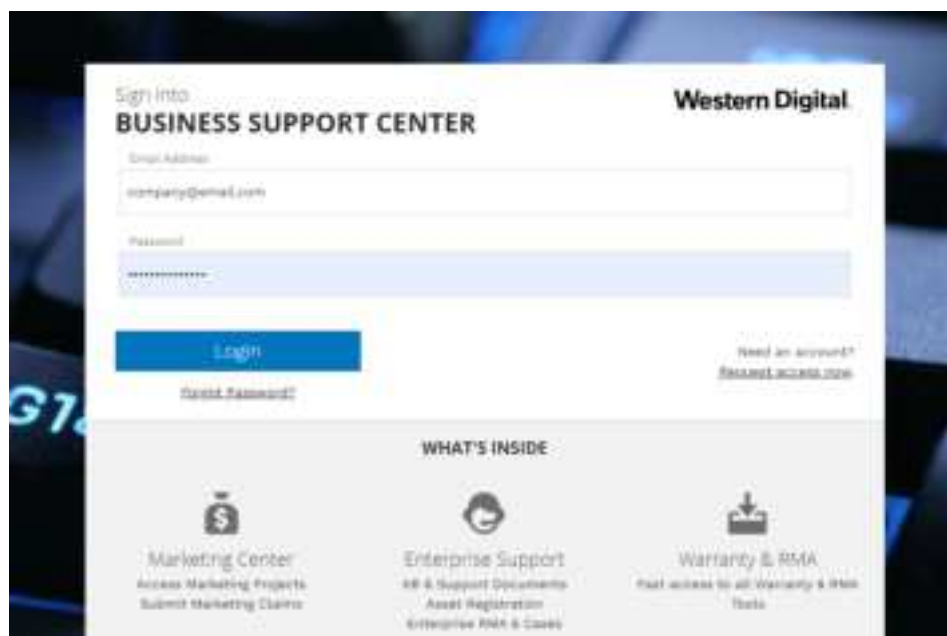 Sign into
Western Digital
BUSINESS SUPPORT CENTER
Email Address
company@email.com
Password
••••••••••••••
Login
Need an account?
Request access now
Forgot Password?
G1
WHAT'S INSIDE
$
Marketing Center
Enterprise Support
Warranty & RMA
Access Marketing Projects
KB & Support Documents
Fast access to all Warranty & RMA
Submit Marketing Claims
Asset Registration
Tools
Enterprise RMA & Cases